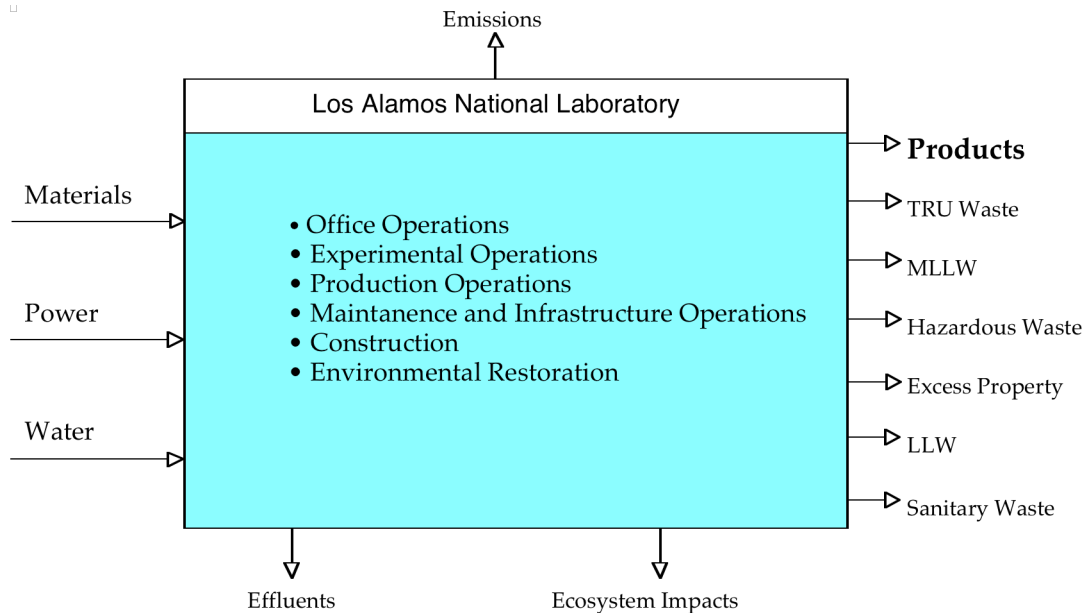 Emissions
Los Alamos National Laboratory
Products
Materials
TRU Waste
• Office Operations
• Experimental Operations
MLLW
• Production Operations
Power
• Maintanence and Infrastructure Operations
Hazardous Waste
• Construction
• Environmental Restoration
Excess Property
Water
LLW
Sanitary Waste
Effluents
Ecosystem Impacts